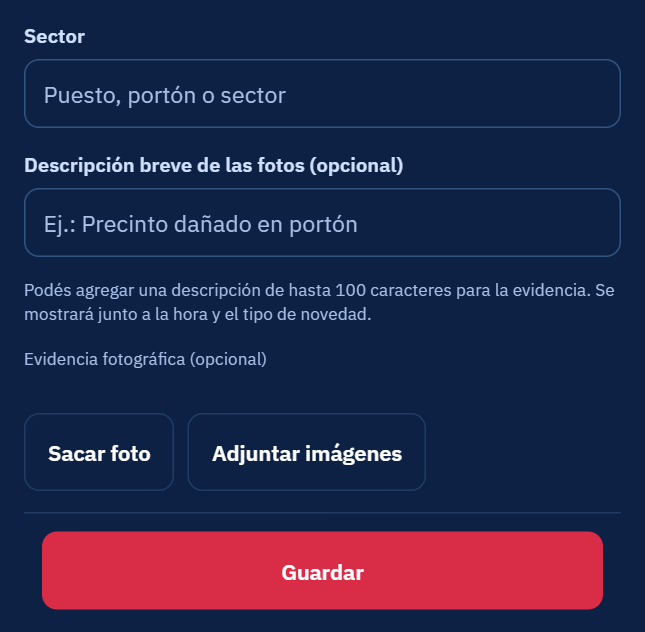 Sector
Puesto, portón o sector
Descripción breve de las fotos (opcional)
Ej.: Precinto dañado en portón
Podés agregar una descripción de hasta 100 caracteres para la evidencia. Se
mostrará junto a la hora y el tipo de novedad.
Evidencia fotográfica (opcional)
Sacar foto
Adjuntar imágenes
Guardar